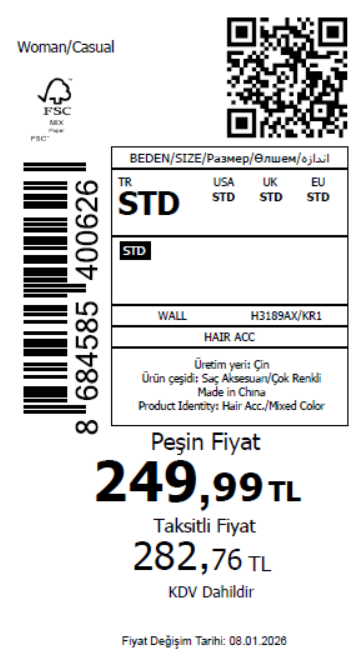 Woman/Casual
FSC
MIX
Paper
FSC™
BEDEN/SIZE/Размер/Өлшем/اندازه
TR USA UK EU
STD STD STD STD
STD
WALL H3189AX/KR1
HAIR ACC
Üretim yeri: Çin
Ürün çeşidi: Saç Aksesuarı/Çok Renkli
Made in China
Product Identity: Hair Acc./Mixed Color
8 684585 400626
Peşin Fiyat
249,99 TL
Taksitli Fiyat
282,76 TL
KDV Dahildir
Fiyat Değişim Tarihi: 08.01.2026